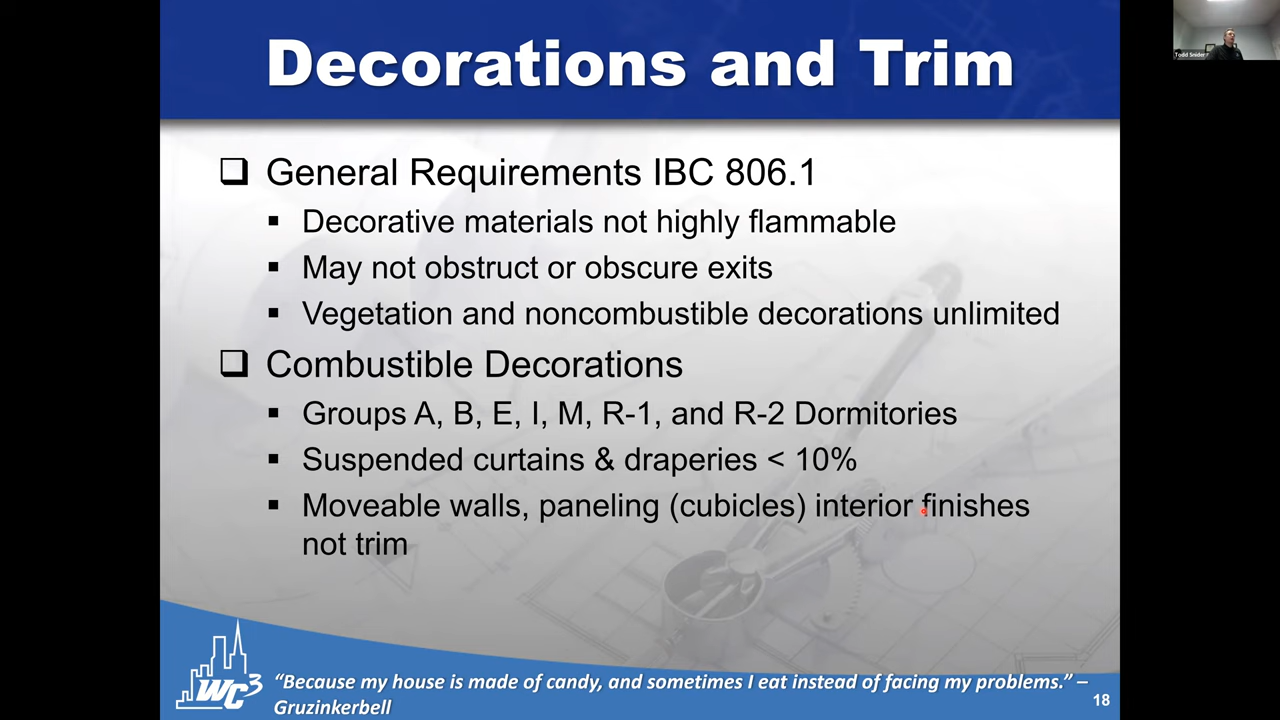 Decorations and Trim
Todd Snider
❑ General Requirements IBC 806.1
▪ Decorative materials not highly flammable
▪ May not obstruct or obscure exits
▪ Vegetation and noncombustible decorations unlimited
❑ Combustible Decorations
▪ Groups A, B, E, I, M, R-1, and R-2 Dormitories
▪ Suspended curtains & draperies < 10%
▪ Moveable walls, paneling (cubicles) interior finishes
not trim
WC3
“Because my house is made of candy, and sometimes I eat instead of facing my problems.” –
Gruzinkerbell
18